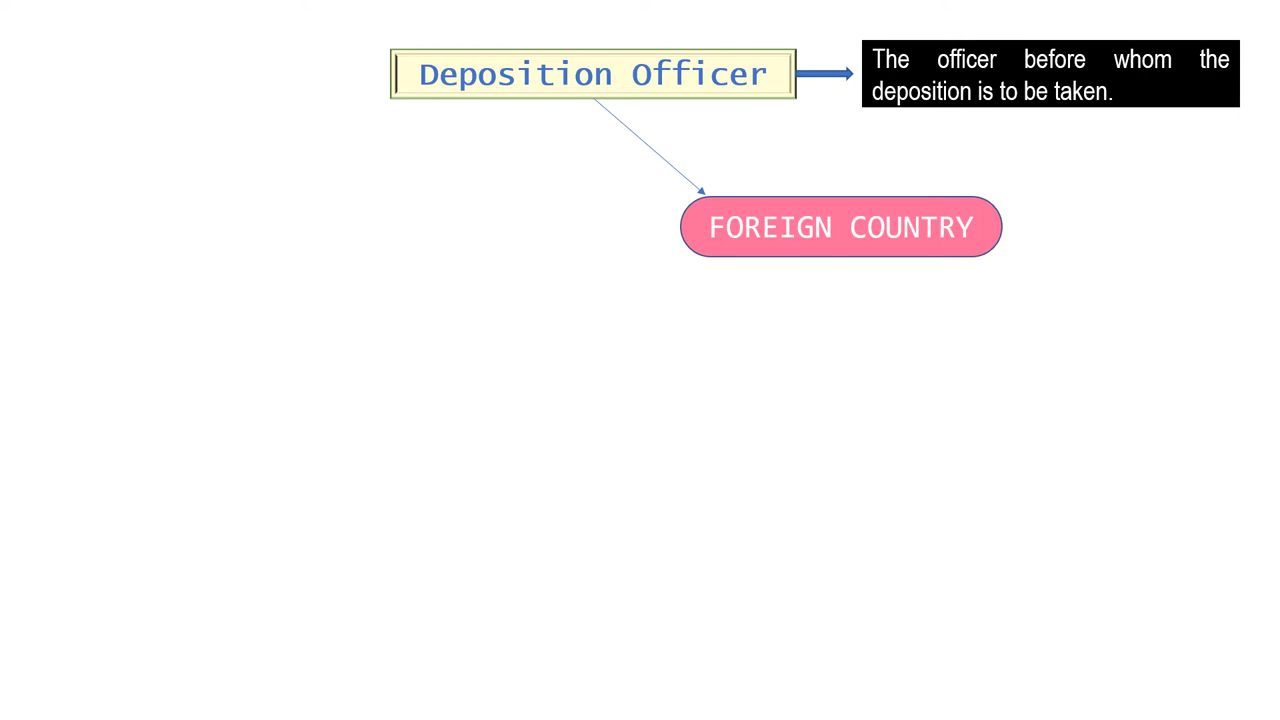 Deposition Officer
The officer before whom the
deposition is to be taken.
FOREIGN COUNTRY